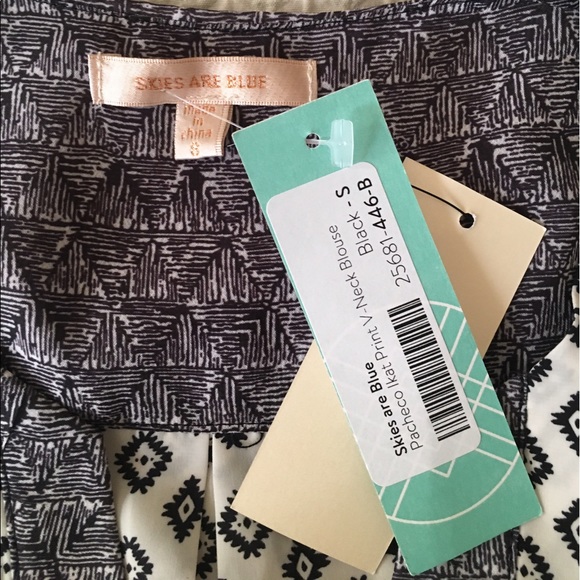 SKIES ARE BLUE
made
in
china
S
Skies are Blue
Pacheco Ikat Print V-Neck Blouse
Black - S
25681-446-B